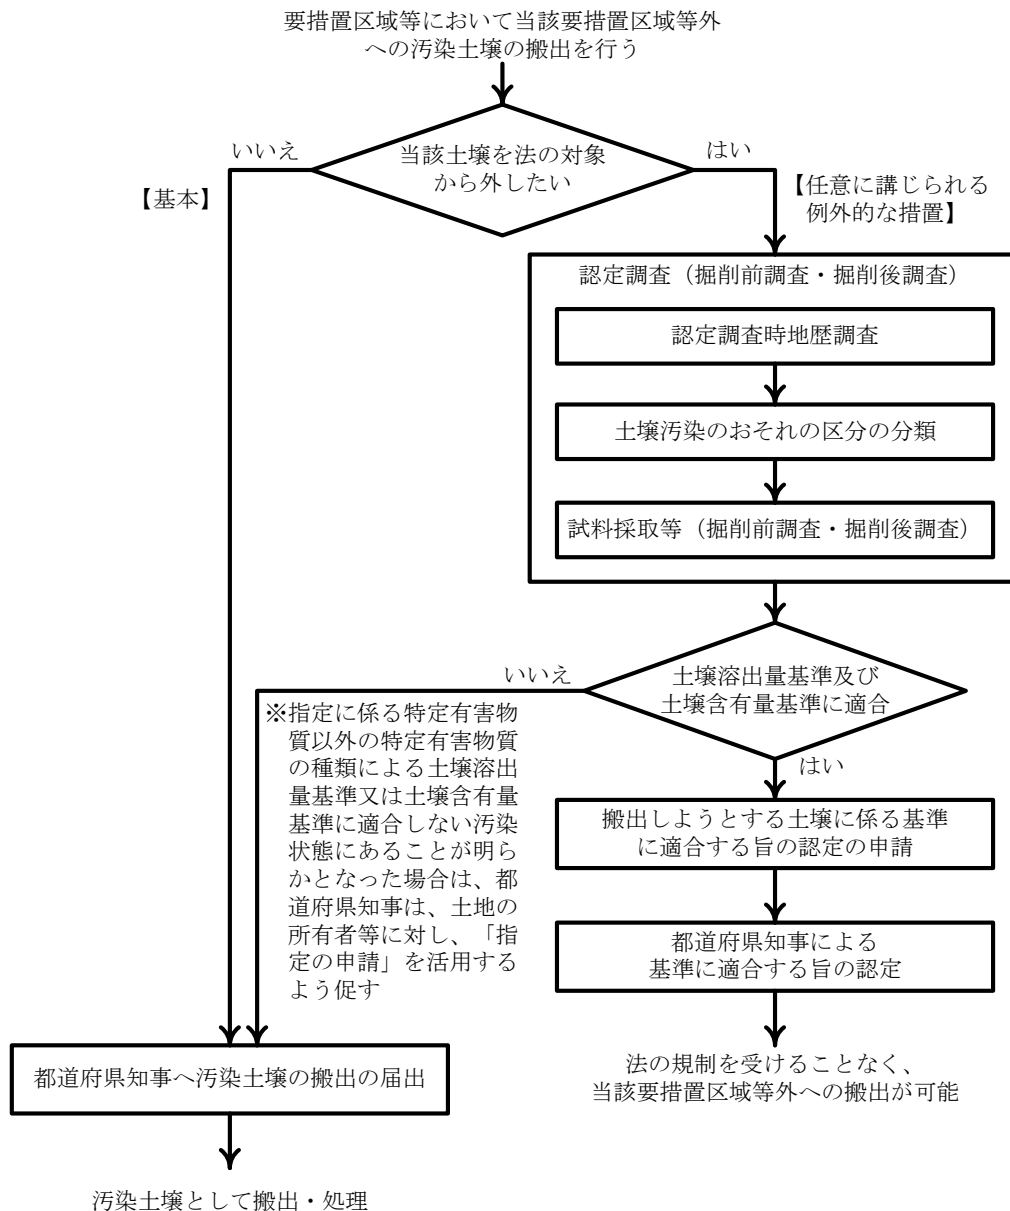 要措置区域等において当該要措置区域等外
への汚染土壌の搬出を行う
いいえ
当該土壌を法の対象
から外したい
はい
【基本】
【任意に講じられる
例外的な措置】
認定調査（掘削前調査・掘削後調査）
認定調査時地歴調査
土壌汚染のおそれの区分の分類
試料採取等（掘削前調査・掘削後調査）
いいえ
土壌溶出量基準及び
土壌含有量基準に適合
はい
※指定に係る特定有害物
質以外の特定有害物質
の種類による土壌溶出
量基準又は土壌含有量
基準に適合しない汚染
状態にあることが明ら
かとなった場合は、都
道府県知事は、土地の
所有者等に対し、「指
定の申請」を活用する
よう促す
搬出しようとする土壌に係る基準
に適合する旨の認定の申請
都道府県知事による
基準に適合する旨の認定
法の規制を受けることなく、
当該要措置区域等外への搬出が可能
都道府県知事へ汚染土壌の搬出の届出
汚染土壌として搬出・処理